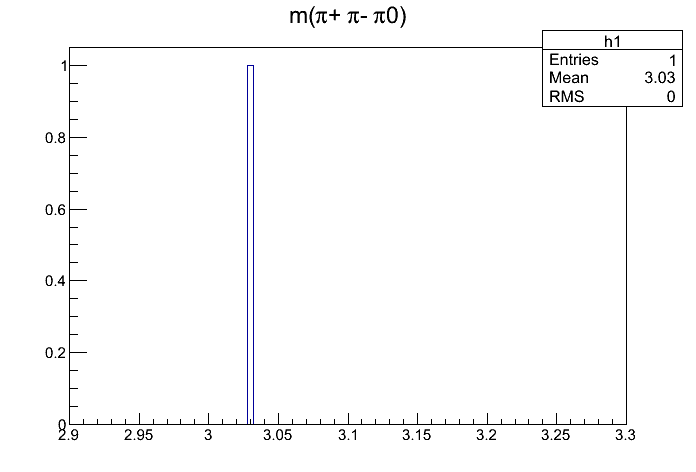 m(π+ π- π0)
h1
Entries 1
Mean 3.03
RMS 0
1
0.8
0.6
0.4
0.2
0
2.9 2.95 3 3.05 3.1 3.15 3.2 3.25 3.3